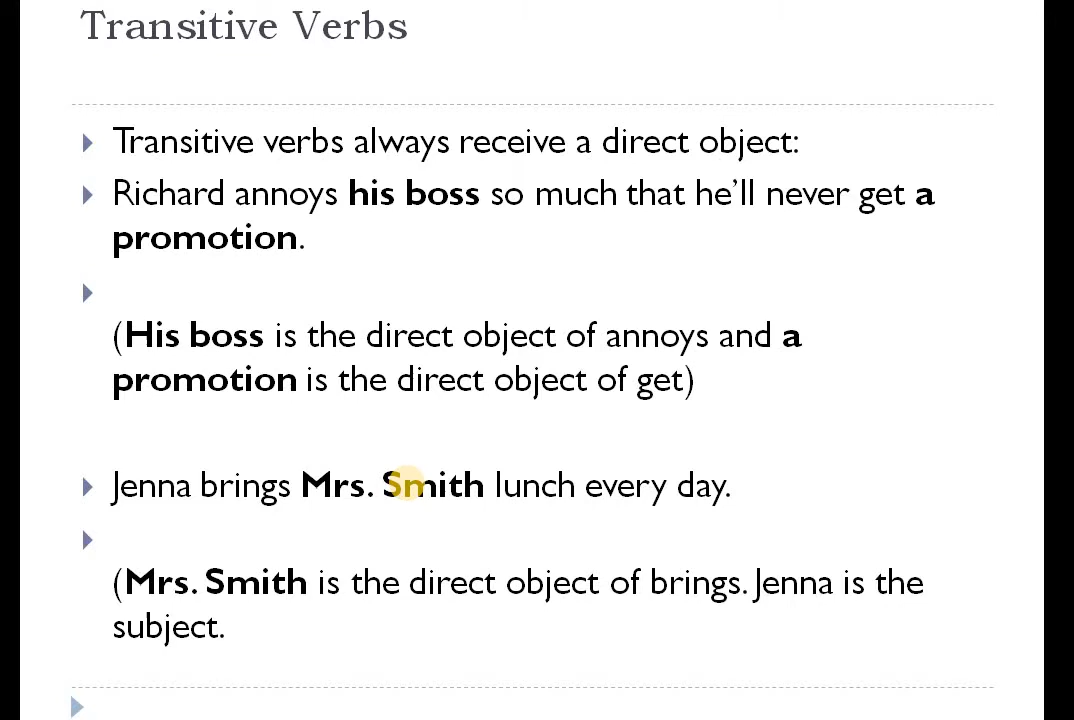 Transitive Verbs
Transitive verbs always receive a direct object:
Richard annoys his boss so much that he’ll never get a
promotion.
(His boss is the direct object of annoys and a
promotion is the direct object of get)
Jenna brings Mrs. Smith lunch every day.
(Mrs. Smith is the direct object of brings. Jenna is the
subject.